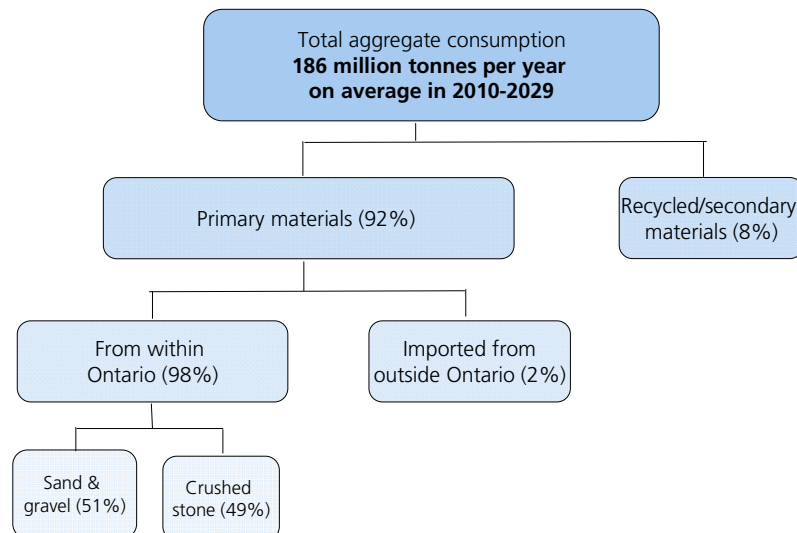 Total aggregate consumption
186 million tonnes per year
on average in 2010-2029
Primary materials (92%)
Recycled/secondary
materials (8%)
From within
Ontario (98%)
Imported from
outside Ontario (2%)
Sand &
gravel (51%)
Crushed
stone (49%)